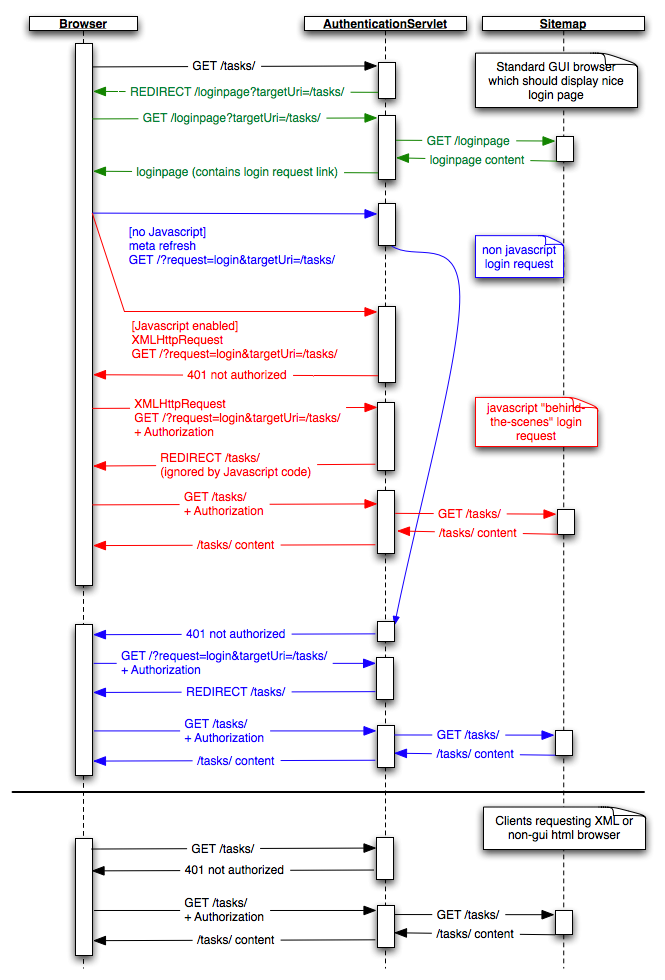 Browser
AuthenticationServlet
Sitemap
GET /tasks/
Standard GUI browser
which should display nice
login page
REDIRECT /loginpage?targetUri=/tasks/
GET /loginpage?targetUri=/tasks/
GET /loginpage
loginpage content
loginpage (contains login request link)
[no Javascript]
meta refresh
GET /?request=login&targetUri=/tasks/
non javascript
login request
[Javascript enabled]
XMLHttpRequest
GET /?request=login&targetUri=/tasks/
401 not authorized
XMLHttpRequest
GET /?request=login&targetUri=/tasks/
+ Authorization
javascript "behind-
the-scenes" login
request
REDIRECT /tasks/
(ignored by Javascript code)
GET /tasks/
+ Authorization
GET /tasks/
/tasks/ content
/tasks/ content
401 not authorized
GET /?request=login&targetUri=/tasks/
+ Authorization
REDIRECT /tasks/
GET /tasks/
+ Authorization
GET /tasks/
/tasks/ content
/tasks/ content
Clients requesting XML or
non-gui html browser
GET /tasks/
401 not authorized
GET /tasks/
+ Authorization
GET /tasks/
/tasks/ content
/tasks/ content